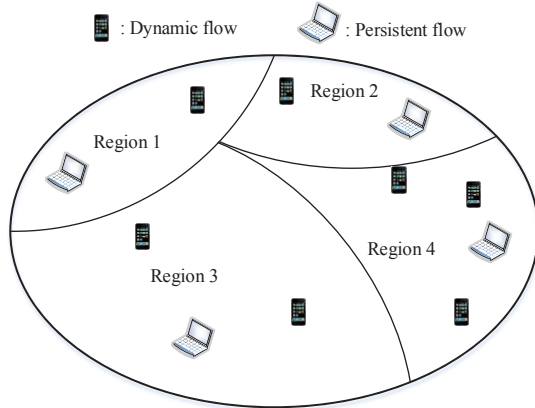 : Dynamic flow
: Persistent flow
Region 2
Region 1
Region 4
Region 3